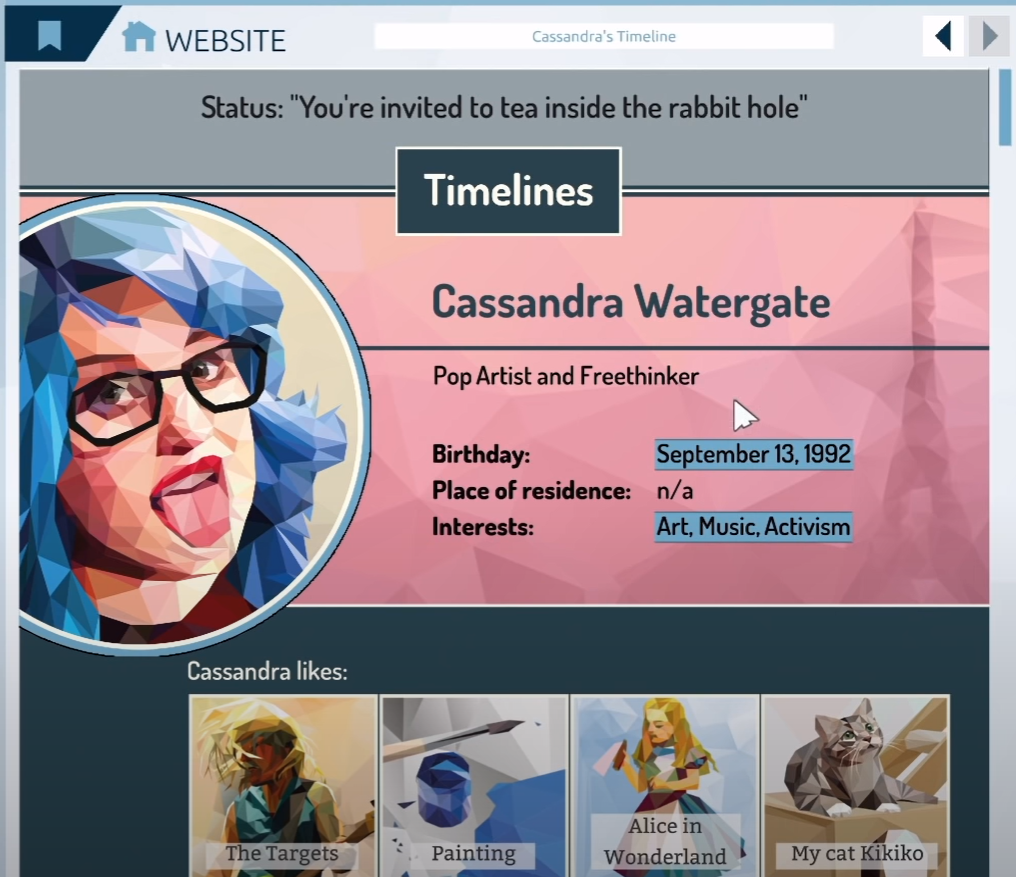 WEBSITE
Cassandra's Timeline
Status: "You're invited to tea inside the rabbit hole"
Timelines
Cassandra Watergate
Pop Artist and Freethinker
Birthday: September 13, 1992
Place of residence: n/a
Interests: Art, Music, Activism
Cassandra likes:
The Targets
Painting
Alice in
Wonderland
My cat Kikiko